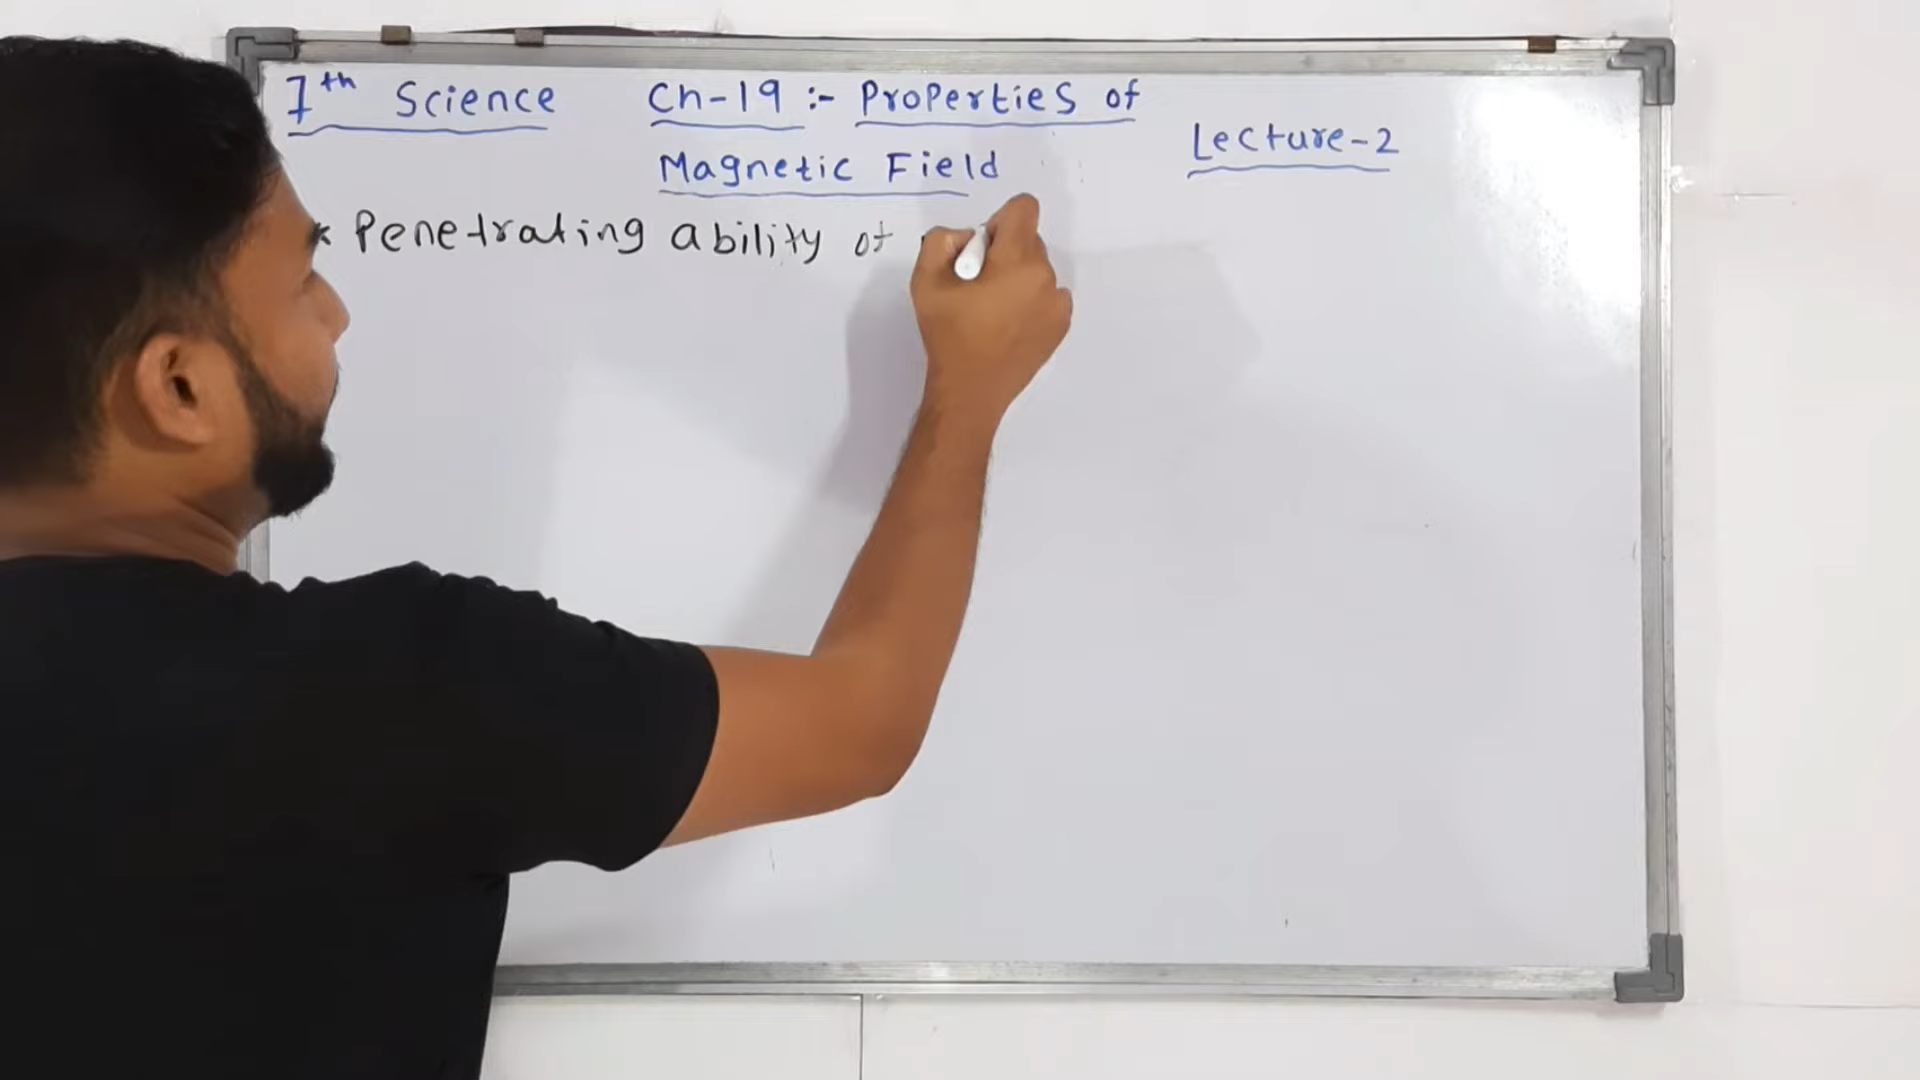 7th Science Ch-19 :- Properties of
Magnetic Field
Lecture-2
* Penetrating ability of